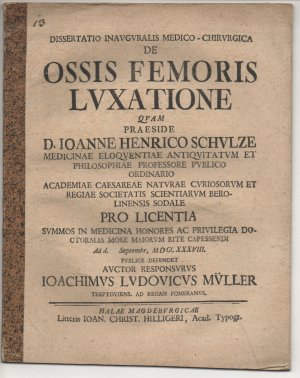 13
DISSERTATIO INAVGVRALIS MEDICO-CHIRVRGICA
DE
OSSIS FEMORIS
LVXATIONE
QVAM
PRAESIDE
D. IOANNE HENRICO SCHVLZE
MEDICINAE ELOQVENTIAE ANTIQVITATVM ET
PHILOSOPHIAE PROFESSORE PVBLICO
ORDINARIO
ACADEMIAE CAESAREAE NATVRAE CVRIOSORVM ET
REGIAE SOCIETATIS SCIENTIARVM BERO-
LINENSIS SODALE
PRO LICENTIA
SVMMOS IN MEDICINA HONORES AC PRIVILEGIA DO-
CTORALIA MORE MAIORVM RITE CAPESSENDI
Ad d. Septembr, MDCC.XXXVIII.
PVBLICE DEFENDET
AVCTOR RESPONSVRVS
IOACHIMVS LVDOVICVS MÜLLER
TREPTOVIENS. AD REGAM POMERANVS.
HALAE MAGDEBVRGICAE
Litteris IOAN. CHRIST. HILLIGERI, Acad. Typogr.